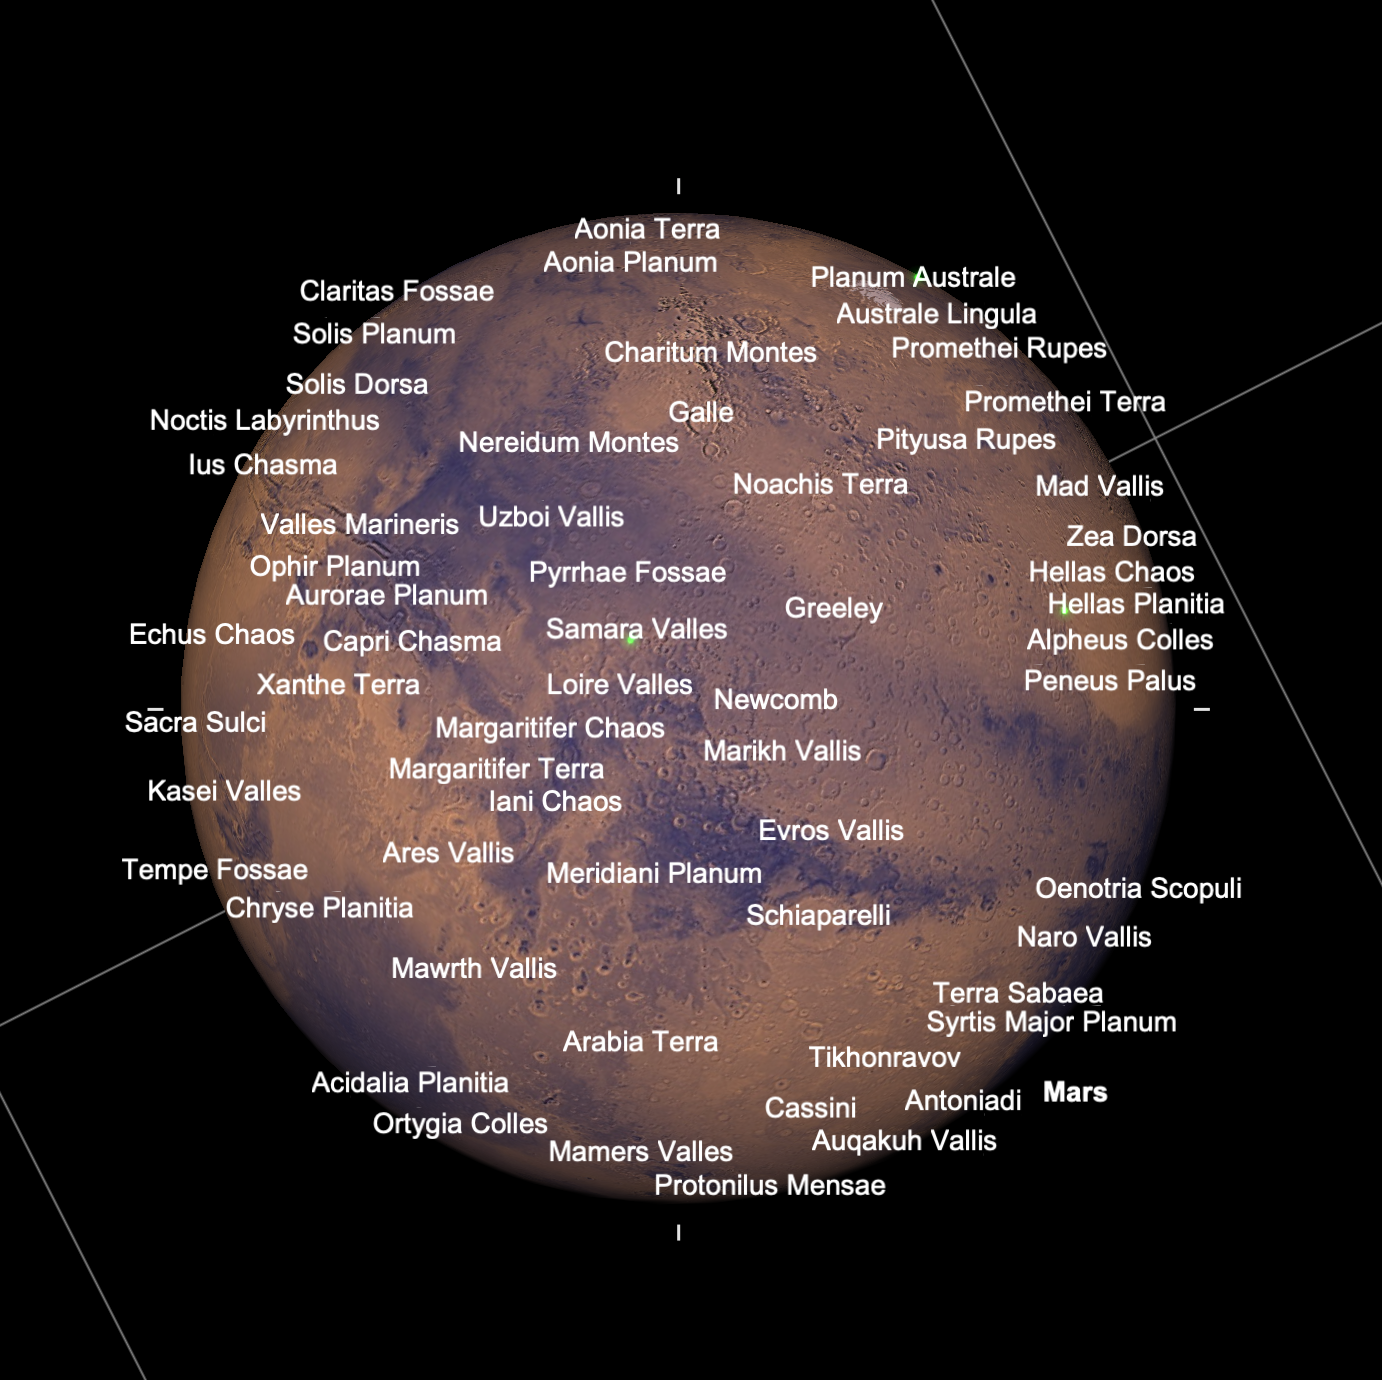 Aonia Terra
Aonia Planum
Planum Australe
Claritas Fossae
Australe Lingula
Solis Planum
Promethei Rupes
Charitum Montes
Solis Dorsa
Promethei Terra
Galle
Noctis Labyrinthus
Pityusa Rupes
Nereidum Montes
Ius Chasma
Noachis Terra
Mad Vallis
Uzboi Vallis
Valles Marineris
Zea Dorsa
Ophir Planum
Pyrrhae Fossae
Hellas Chaos
Aurorae Planum
Hellas Planitia
Greeley
Samara Valles
Echus Chaos
Capri Chasma
Alpheus Colles
Peneus Palus
Xanthe Terra
Loire Valles
Newcomb
Sacra Sulci
Margaritifer Chaos
Marikh Vallis
Margaritifer Terra
Kasei Valles
Iani Chaos
Evros Vallis
Ares Vallis
Tempe Fossae
Meridiani Planum
Oenotria Scopuli
Chryse Planitia
Schiaparelli
Naro Vallis
Mawrth Vallis
Terra Sabaea
Syrtis Major Planum
Arabia Terra
Tikhonravov
Acidalia Planitia
Mars
Antoniadi
Cassini
Ortygia Colles
Auqakuh Vallis
Mamers Valles
Protonilus Mensae